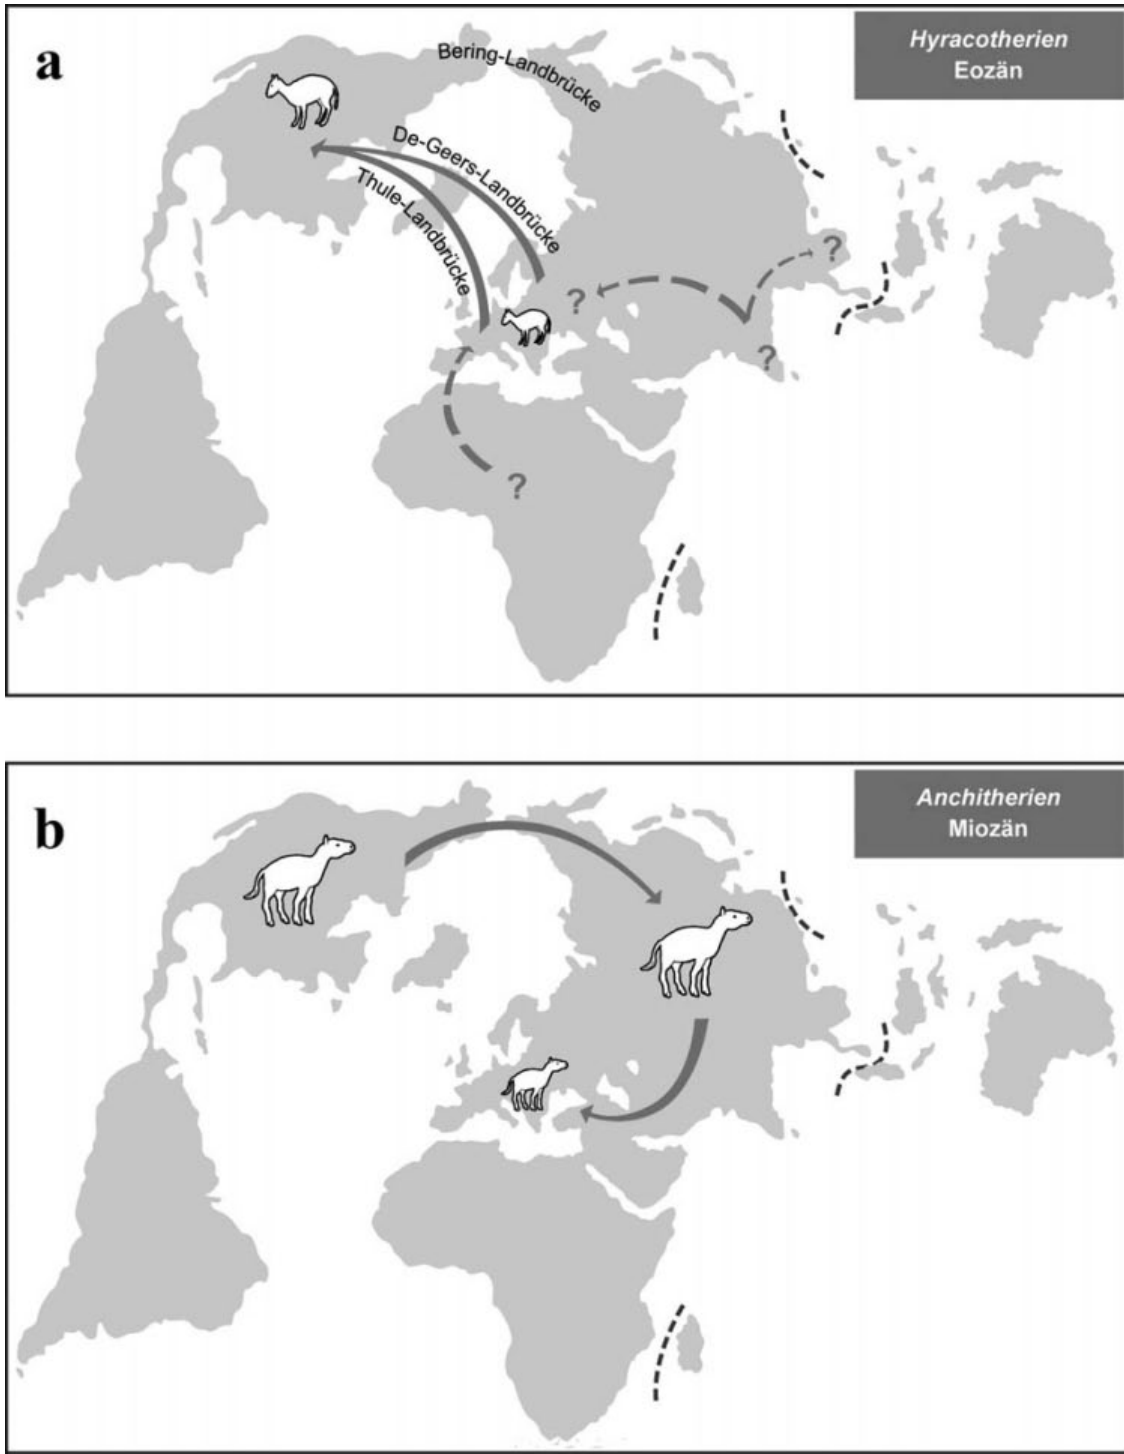 a
Hyracotherien
Eozän
Bering-Landbrücke
De-Geers-Landbrücke
Thule-Landbrücke
?
?
?
?
b
Anchitherien
Miozän